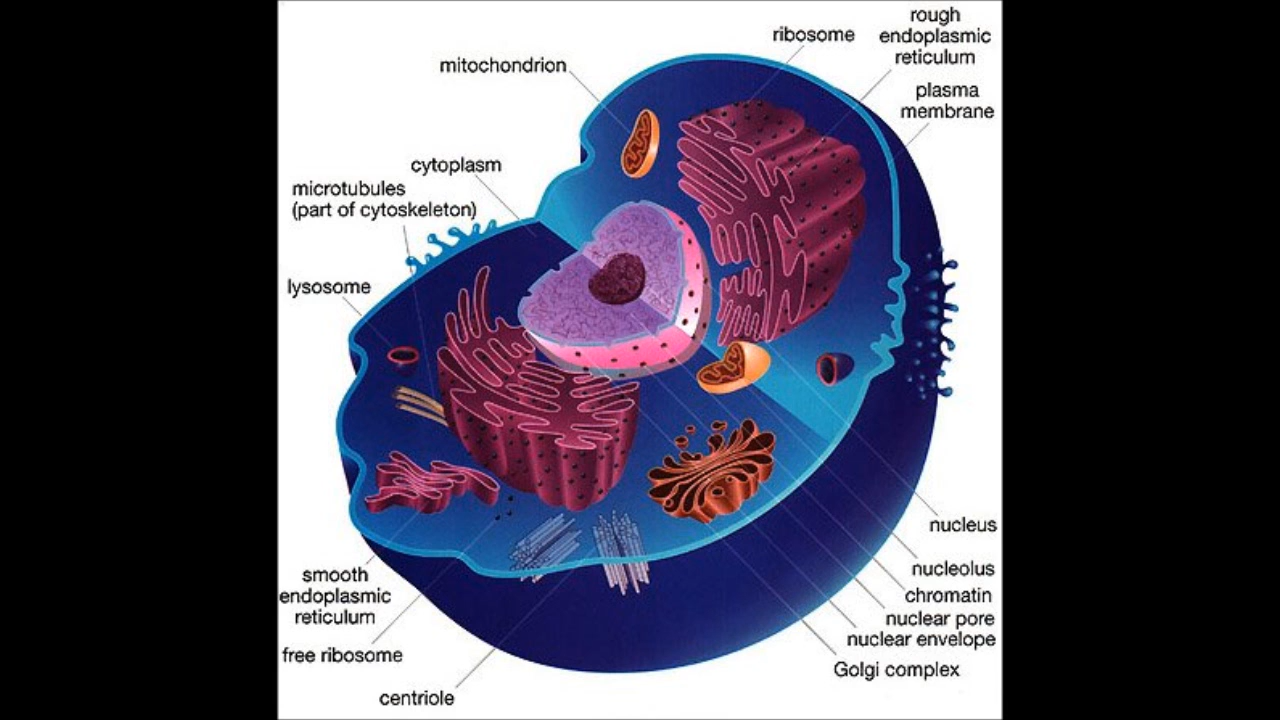 rough
ribosome
endoplasmic
reticulum
mitochondrion
plasma
membrane
cytoplasm
microtubules
(part of cytoskeleton)
lysosome
nucleus
nucleolus
smooth
endoplasmic
reticulum
chromatin
nuclear pore
nuclear envelope
free ribosome
Golgi complex
centriole